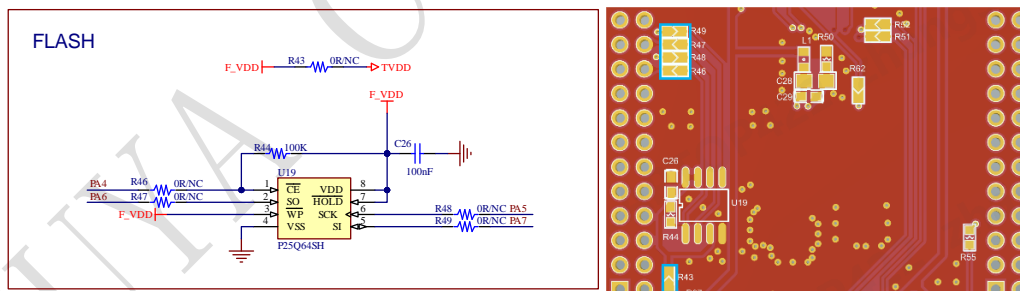 FLASH
F_VDD R43 0R/NC TVDD
F_VDD
R44 100K
C26
100nF
U19
PA4 R46 0R/NC 1 CE VDD 8
PA6 R47 0R/NC 2 SO HOLD 7
F_VDD 3 WP SCK 6 R48 0R/NC PA5
4 VSS SI 5 R49 0R/NC PA7
P25Q64SH
UYA C
R49
R47
R48
R46
L1
R50
R51
C28
C29
R62
C26
U19
R44
R43
R55